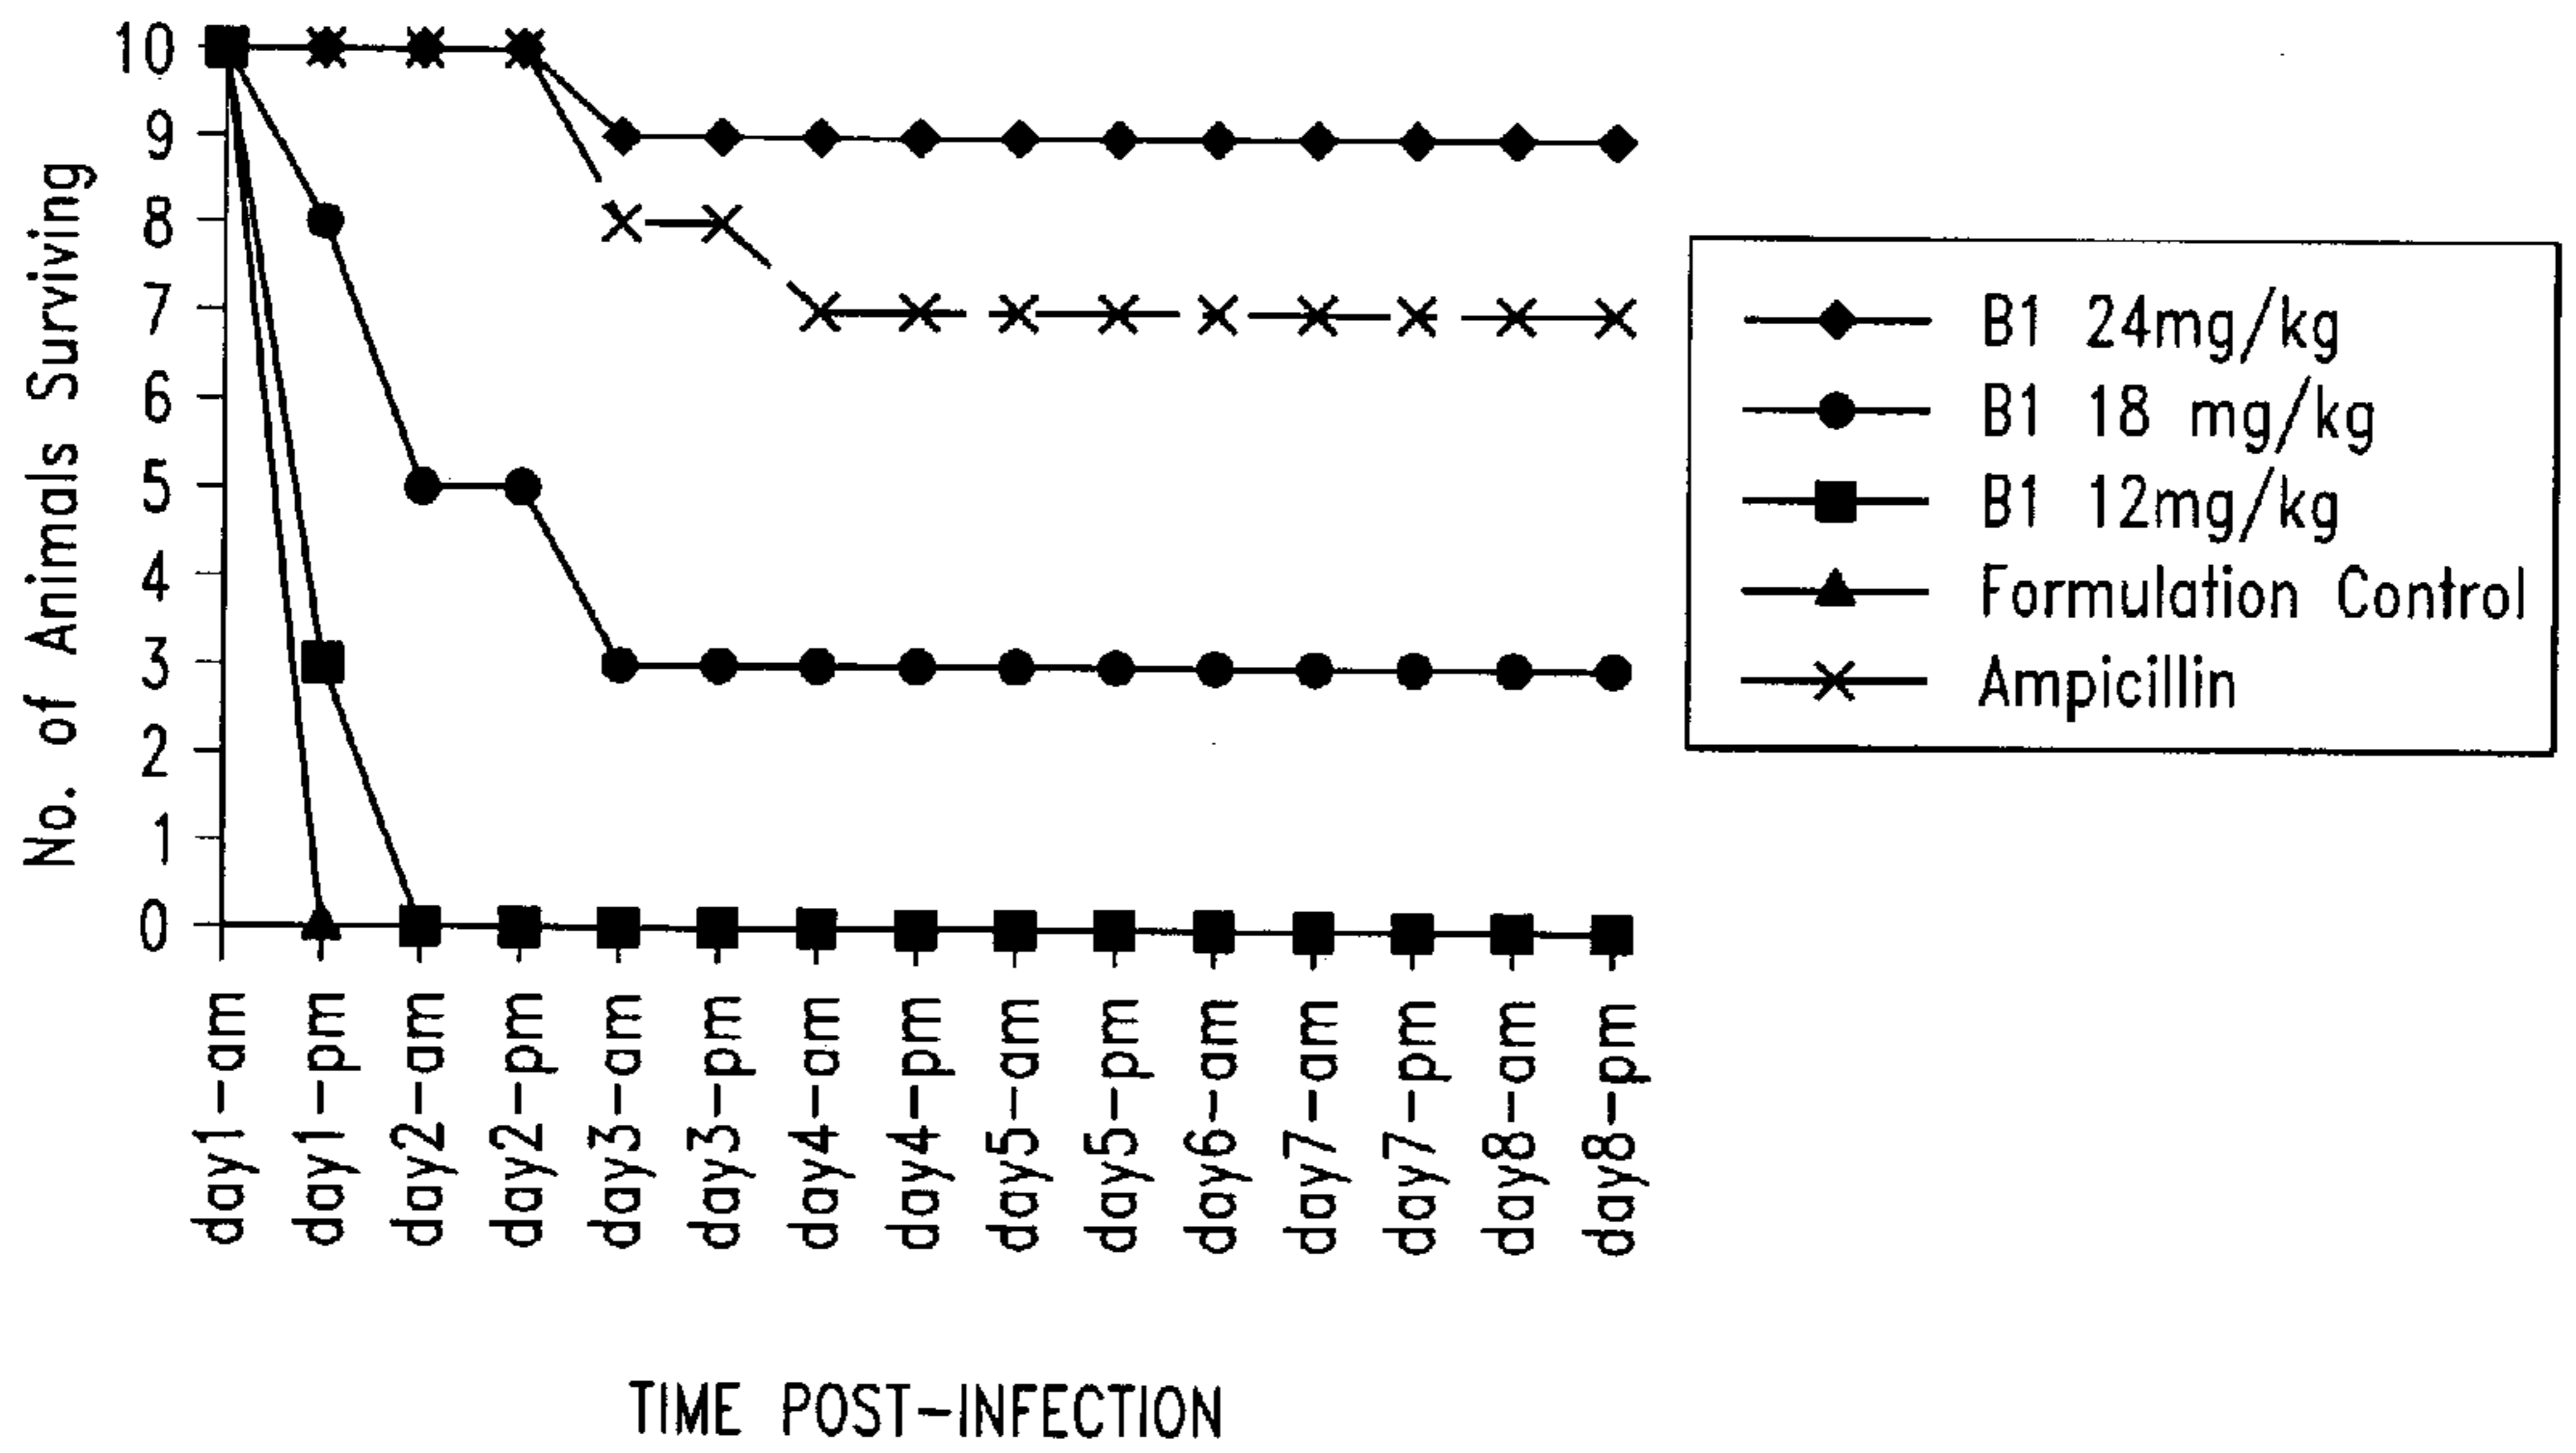 No. of Animals Surviving
10
9
8
7
6
5
4
3
2
1
0
day1-am
day1-pm
day2-am
day2-pm
day3-am
day3-pm
day4-am
day4-pm
day5-am
day5-pm
day6-am
day7-am
day7-pm
day8-am
day8-pm
TIME POST-INFECTION
B1 24mg/kg
B1 18 mg/kg
B1 12mg/kg
Formulation Control
Ampicillin